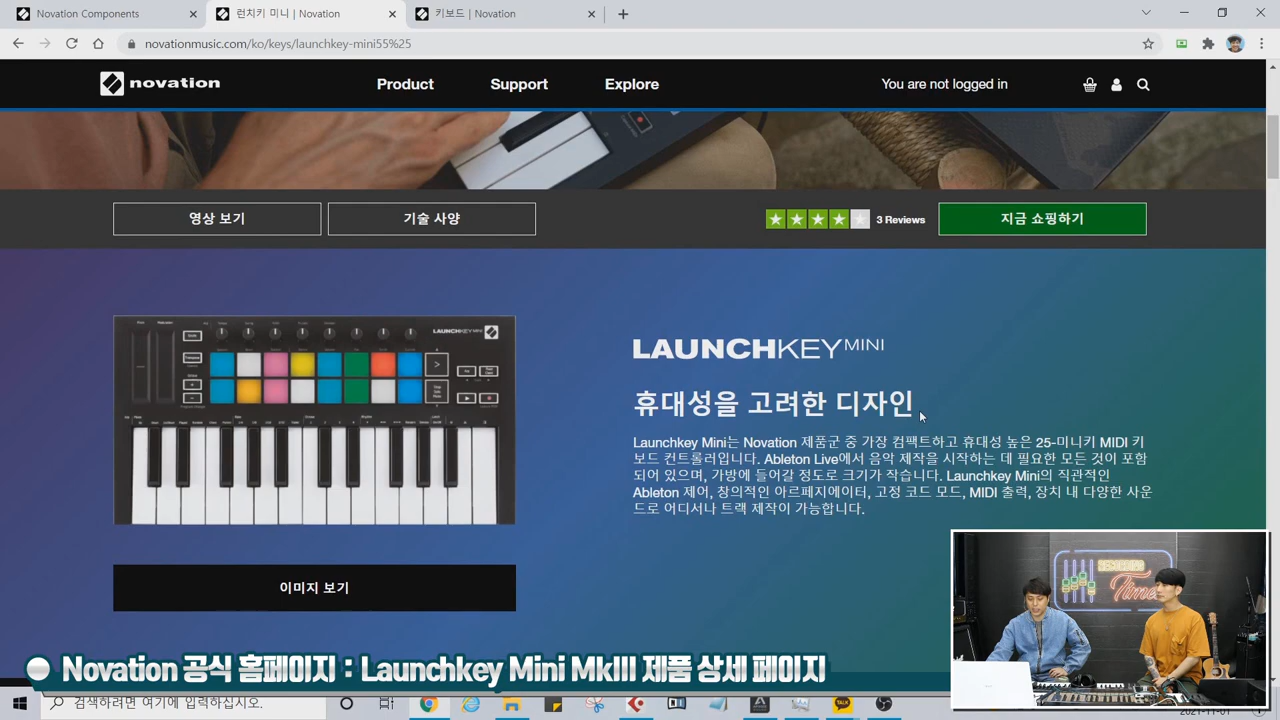 Novation Components
런치키 미니 | Novation
키보드 | Novation
novationmusic.com/ko/keys/launchkey-mini55%25
novation
Product
Support
Explore
You are not logged in
영상 보기
기술 사양
3 Reviews
지금 쇼핑하기
LAUNCHKEY MINI
LAUNCHKEY MINI
휴대성을 고려한 디자인
Launchkey Mini는 Novation 제품군 중 가장 컴팩트하고 휴대성 높은 25-미니키 MIDI 키
보드 컨트롤러입니다. Ableton Live에서 음악 제작을 시작하는 데 필요한 모든 것이 포함
되어 있으며, 가방에 들어갈 정도로 크기가 작습니다. Launchkey Mini의 직관적인
Ableton 제어, 창의적인 아르페지에이터, 고정 코드 모드, MIDI 출력, 장치 내 다양한 사운
드로 어디서나 트랙 제작이 가능합니다.
이미지 보기
Time
Novation 공식 홈페이지 : Launchkey Mini MkIII 제품 상세 페이지
검색하려면 여기에 입력하십시오.
TALK
2021-11-01